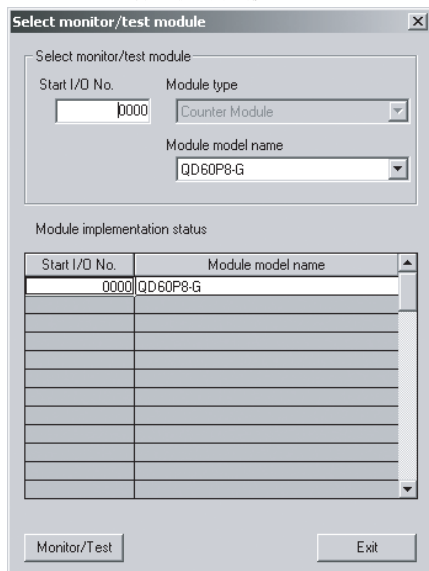 Select monitor/test module
Select monitor/test module
Start I/O No. Module type
0000 Counter Module
Module model name
QD60P8-G
Module implementation status
Start I/O No. Module model name
0000 QD60P8-G
Monitor/Test Exit